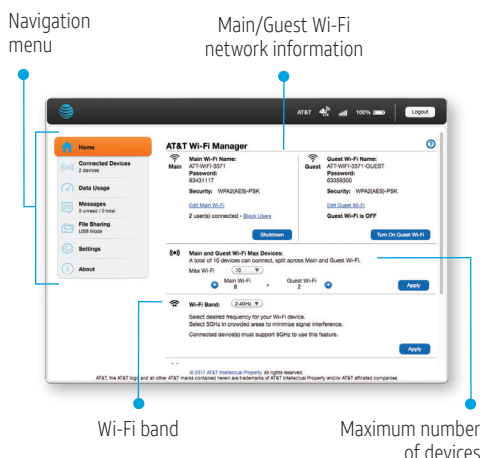 Navigation
menu
Main/Guest Wi-Fi
network information
AT&T 4G 100% Logout
Home
Connected Devices
2 devices
Data Usage
Messages
0 unread / 0 total
File Sharing
USB Mode
Settings
About
AT&T Wi-Fi Manager
Main
Main Wi-Fi Name:
ATT-WIFI-3371
Password:
83431117
Security: WPA2(AES)-PSK
Edit Main Wi-Fi
2 user(s) connected - Block Users
Shutdown
Guest
Guest Wi-Fi Name:
ATT-WIFI-3371-GUEST
Password:
63359300
Security: WPA2(AES)-PSK
Edit Guest Wi-Fi
Guest Wi-Fi is OFF
Turn On Guest Wi-Fi
Main and Guest Wi-Fi Max Devices:
A total of 10 devices can connect, split across Main and Guest Wi-Fi.
Max Wi-Fi 10
Main Wi-Fi Guest Wi-Fi
8 + 2
Apply
Wi-Fi Band: 2.4GHz
Select desired frequency for your Wi-Fi device.
Select 5GHz in crowded areas to minimize signal interference.
Connected device(s) must support 8GHz to use this feature.
Apply
© 2017 AT&T Intellectual Property. All rights reserved.
AT&T, the AT&T logo and all other AT&T marks contained herein are trademarks of AT&T Intellectual Property and/or AT&T affiliated companies.
Wi-Fi band
Maximum number
of devices